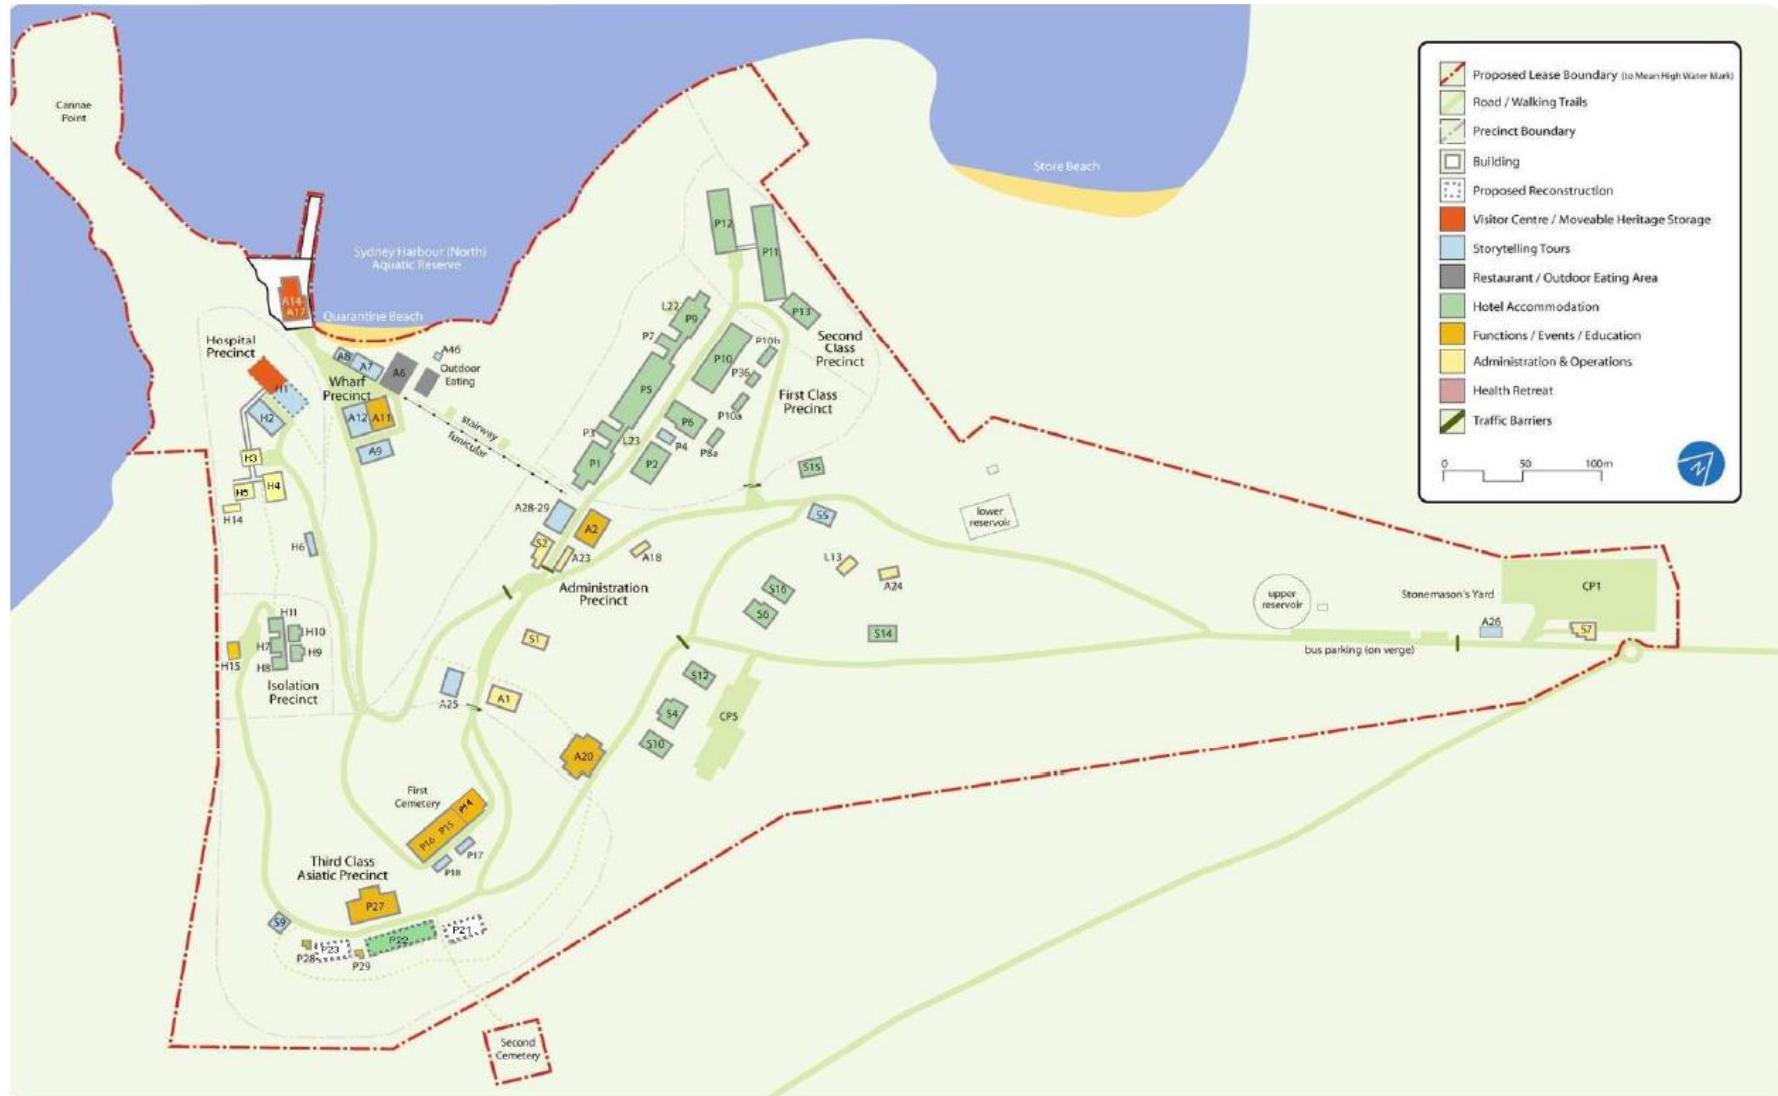 Cannae
Point
Store Beach
Sydney Harbour (North)
Aquatic Reserve
Quarantine Beach
A14-
A17
Hospital
Precinct
H1
H2
H3
H5
H4
H14
H6
Wharf
Precinct
A8
A7
A6
A46
Outdoor
Eating
A12
A11
A9
stairway
funicular
P12
P11
P13
L22
P9
P7
P5
P3
L23
P1
P10
P10b
P36
P10a
P6
P4
P8a
P2
Second
Class
Precinct
First Class
Precinct
A28-29
A2
S2
A23
A18
Administration
Precinct
S15
S5
lower
reservoir
L13
A24
S16
S6
S14
S1
A25
A1
A20
S12
S4
S10
CP5
H11
H10
H7
H9
H8
H15
Isolation
Precinct
First
Cemetery
P14
P15
P16
P17
P18
Third Class
Asiatic Precinct
P27
S9
P28
P23
P29
P22
P21
Second
Cemetery
upper
reservoir
Stonemason's Yard
CP1
A26
S7
bus parking (on verge)
Proposed Lease Boundary (to Mean High Water Mark)
Road / Walking Trails
Precinct Boundary
Building
Proposed Reconstruction
Visitor Centre / Moveable Heritage Storage
Storytelling Tours
Restaurant / Outdoor Eating Area
Hotel Accommodation
Functions / Events / Education
Administration & Operations
Health Retreat
Traffic Barriers
0 50 100m
N